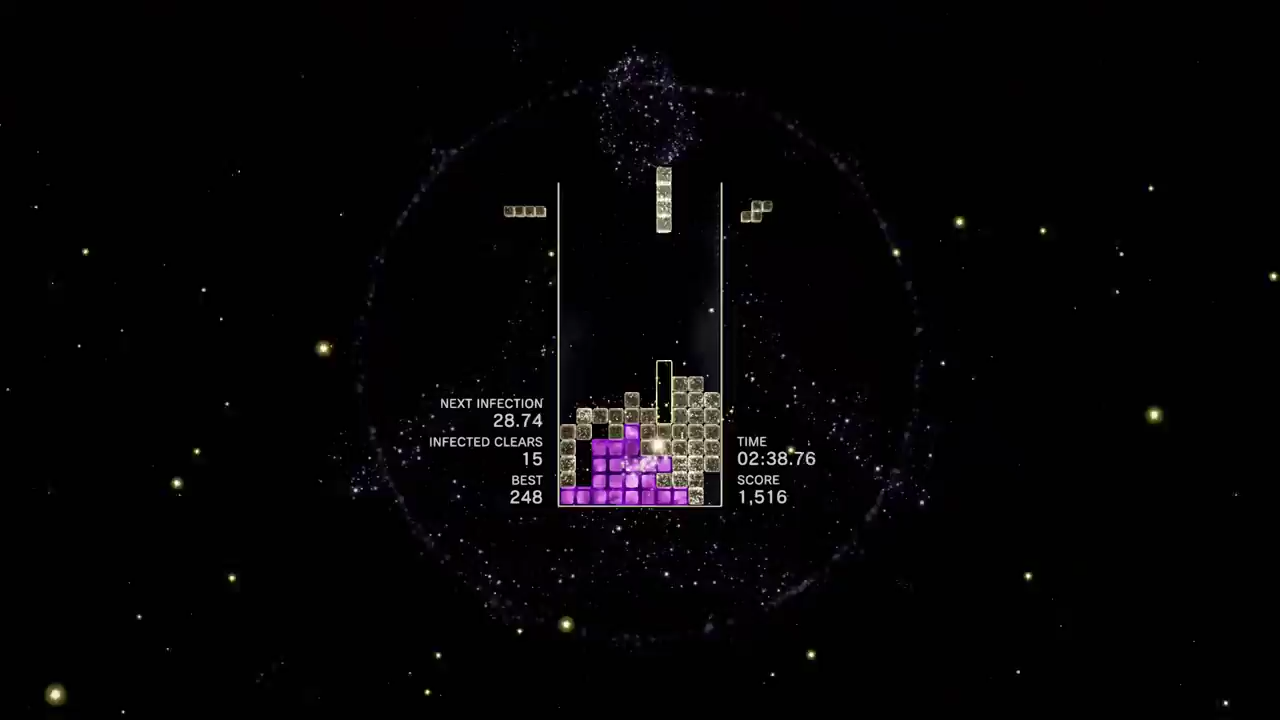 NEXT INFECTION
28.74
INFECTED CLEARS
15
BEST
248
TIME
02:38.76
SCORE
1,516